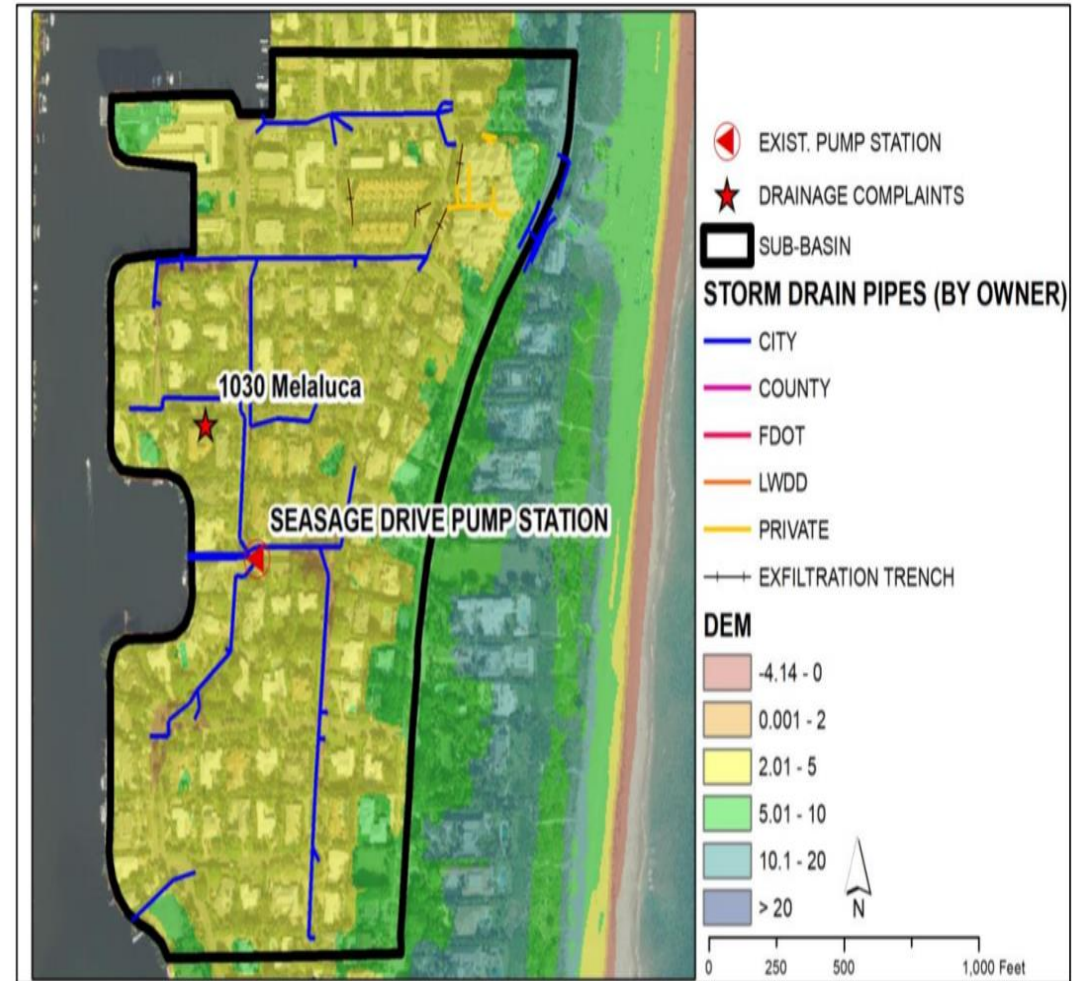 1030 Melaluca
SEASAGE DRIVE PUMP STATION
EXIST. PUMP STATION
DRAINAGE COMPLAINTS
SUB-BASIN
STORM DRAIN PIPES (BY OWNER)
CITY
COUNTY
FDOT
LWDD
PRIVATE
EXFILTRATION TRENCH
DEM
-4.14 - 0
0.001 - 2
2.01 - 5
5.01 - 10
10.1 - 20
> 20
N
0 250 500 1,000 Feet